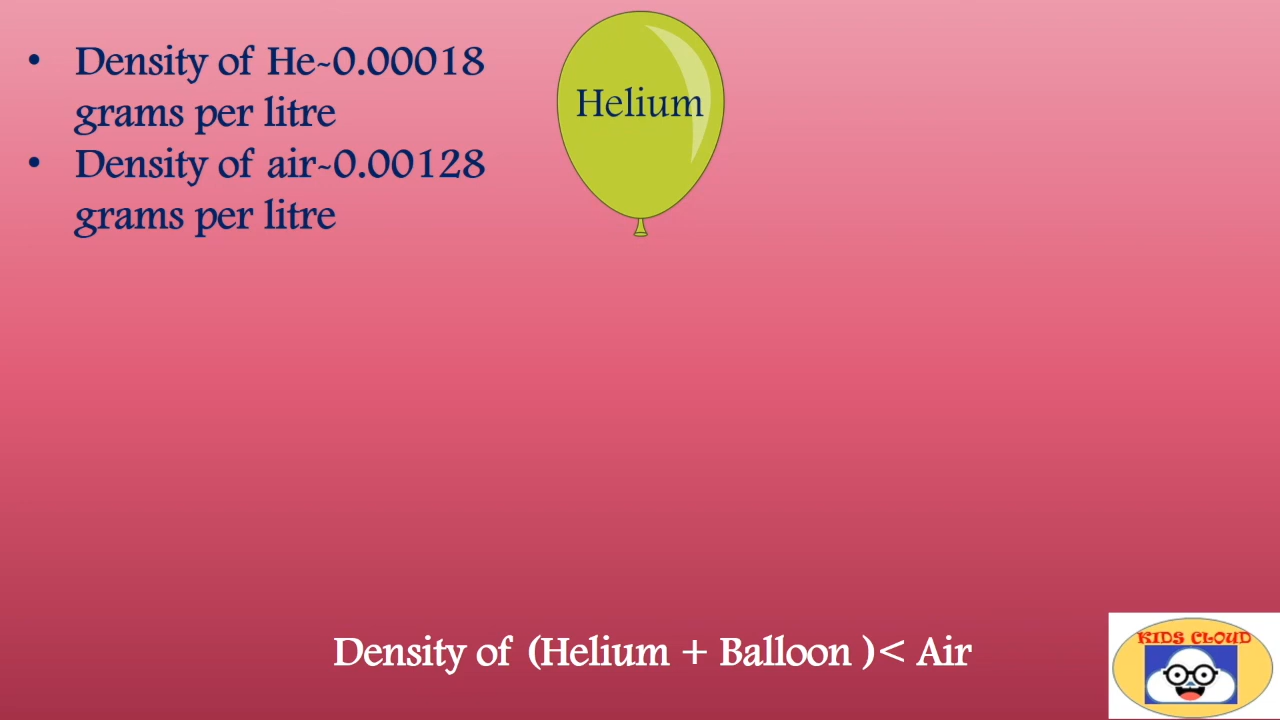 • Density of He-0.00018
grams per litre
• Density of air-0.00128
grams per litre
Helium
Density of (Helium + Balloon )< Air
KIDS CLOUD